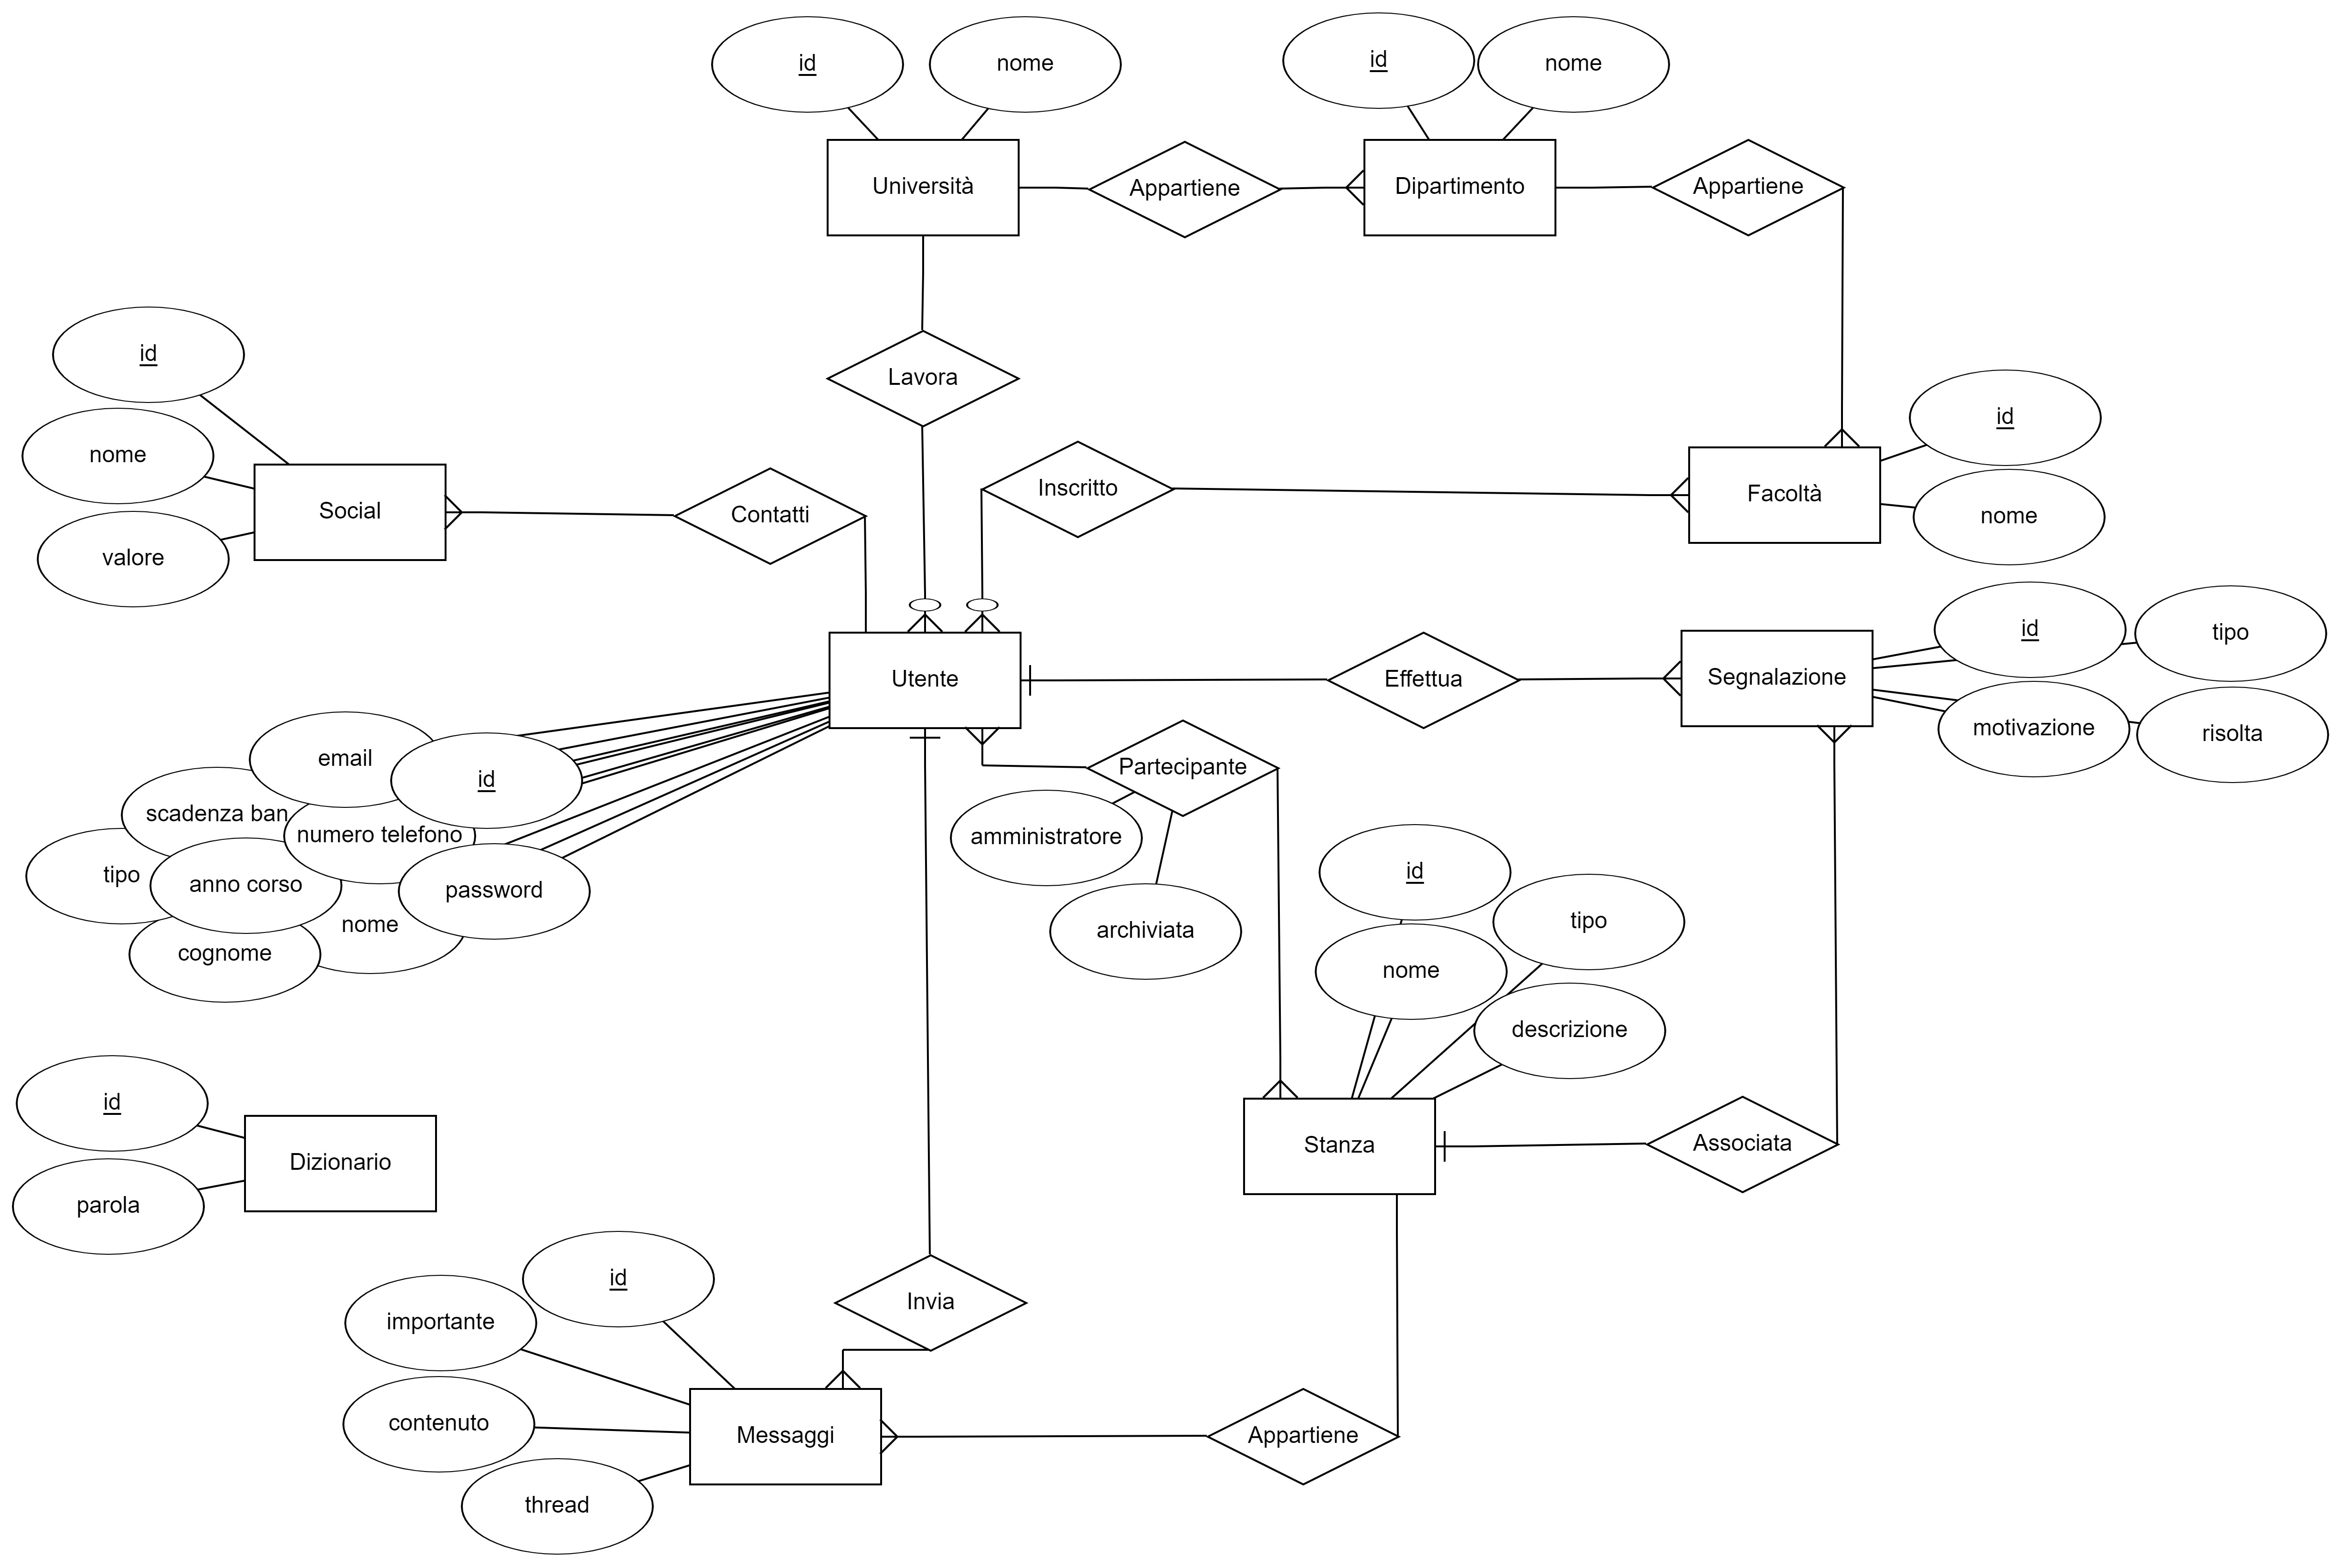 id
nome
id
nome
Università
Appartiene
Dipartimento
Appartiene
id
nome
valore
Social
Lavora
Contatti
Inscritto
Facoltà
id
nome
Utente
Effettua
Segnalazione
id
tipo
motivazione
risolta
email
id
scadenza ban
numero telefono
tipo
anno corso
password
nome
cognome
Partecipante
amministratore
archiviata
id
tipo
nome
descrizione
id
parola
Dizionario
Stanza
Associata
id
importante
contenuto
thread
Invia
Messaggi
Appartiene